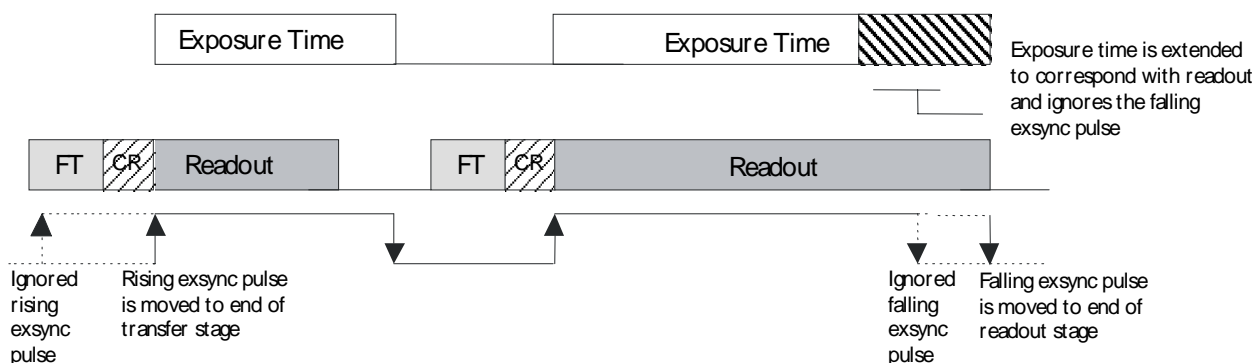 Exposure Time
Exposure Time
Exposure time is extended
to correspond with readout
and ignores the falling
exsync pulse
FT
CR
Readout
FT
CR
Readout
Ignored
rising
exsync
pulse
Rising exsync pulse
is moved to end of
transfer stage
Ignored
falling
exsync
pulse
Falling exsync pulse
is moved to end of
readout stage